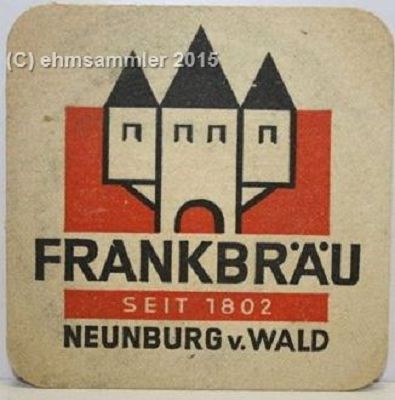 (C) ehmsammler 2015
FRANKBRÄU
SEIT 1802
NEUNBURG v. WALD